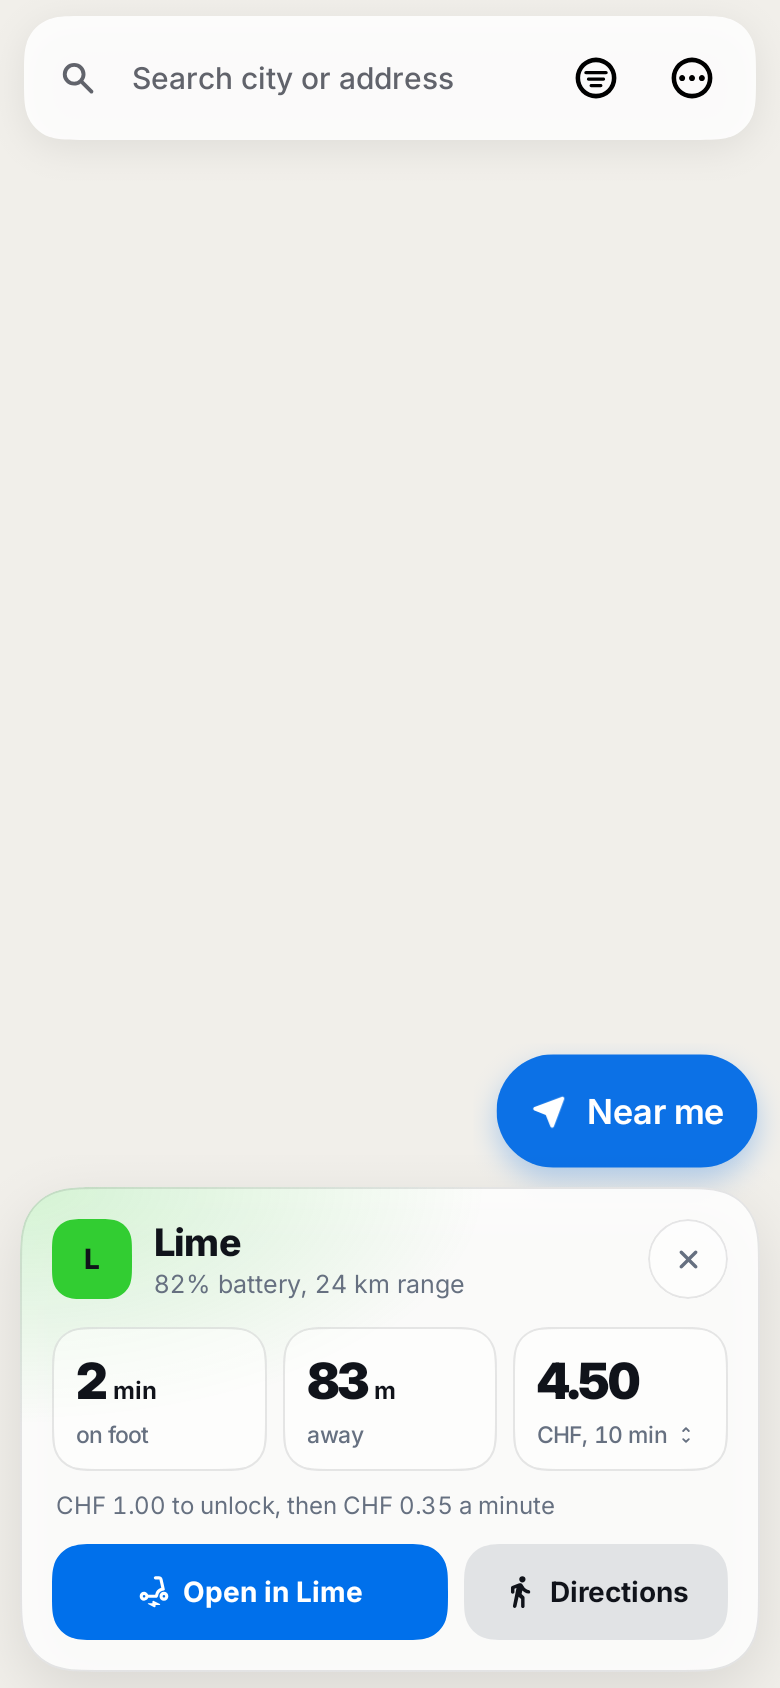 Search city or address
Near me
L
Lime
82% battery, 24 km range
2 min
on foot
83 m
away
4.50
CHF, 10 min
CHF 1.00 to unlock, then CHF 0.35 a minute
Open in Lime
Directions